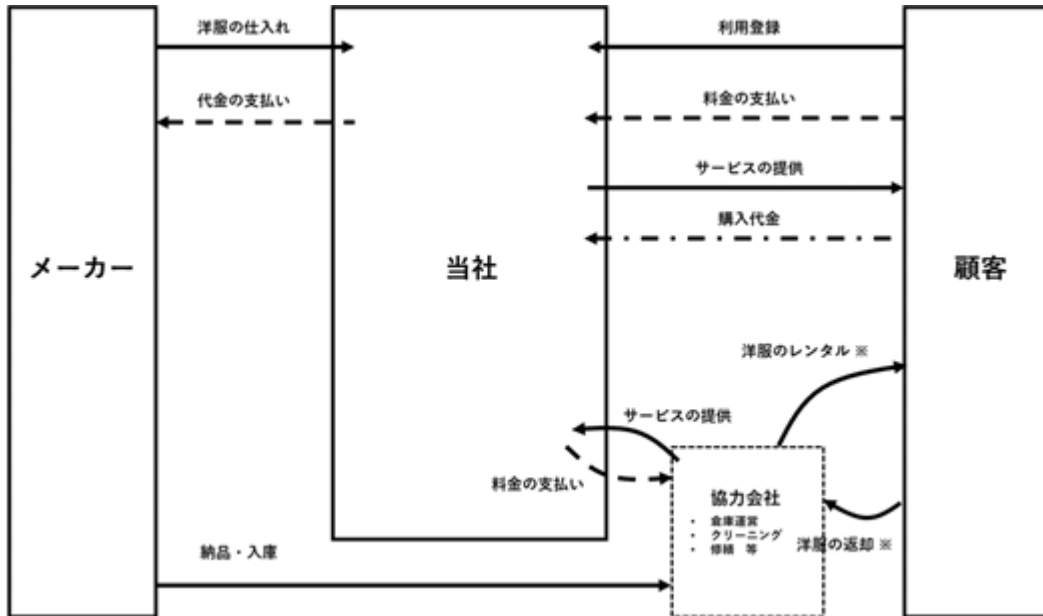 洋服の仕入れ
利用登録
代金の支払い
料金の支払い
サービスの提供
購入代金
メーカー
当社
顧客
洋服のレンタル ※
サービスの提供
料金の支払い
協力会社
• 倉庫運営
• クリーニング
• 修繕 等
洋服の返却 ※
納品・入庫